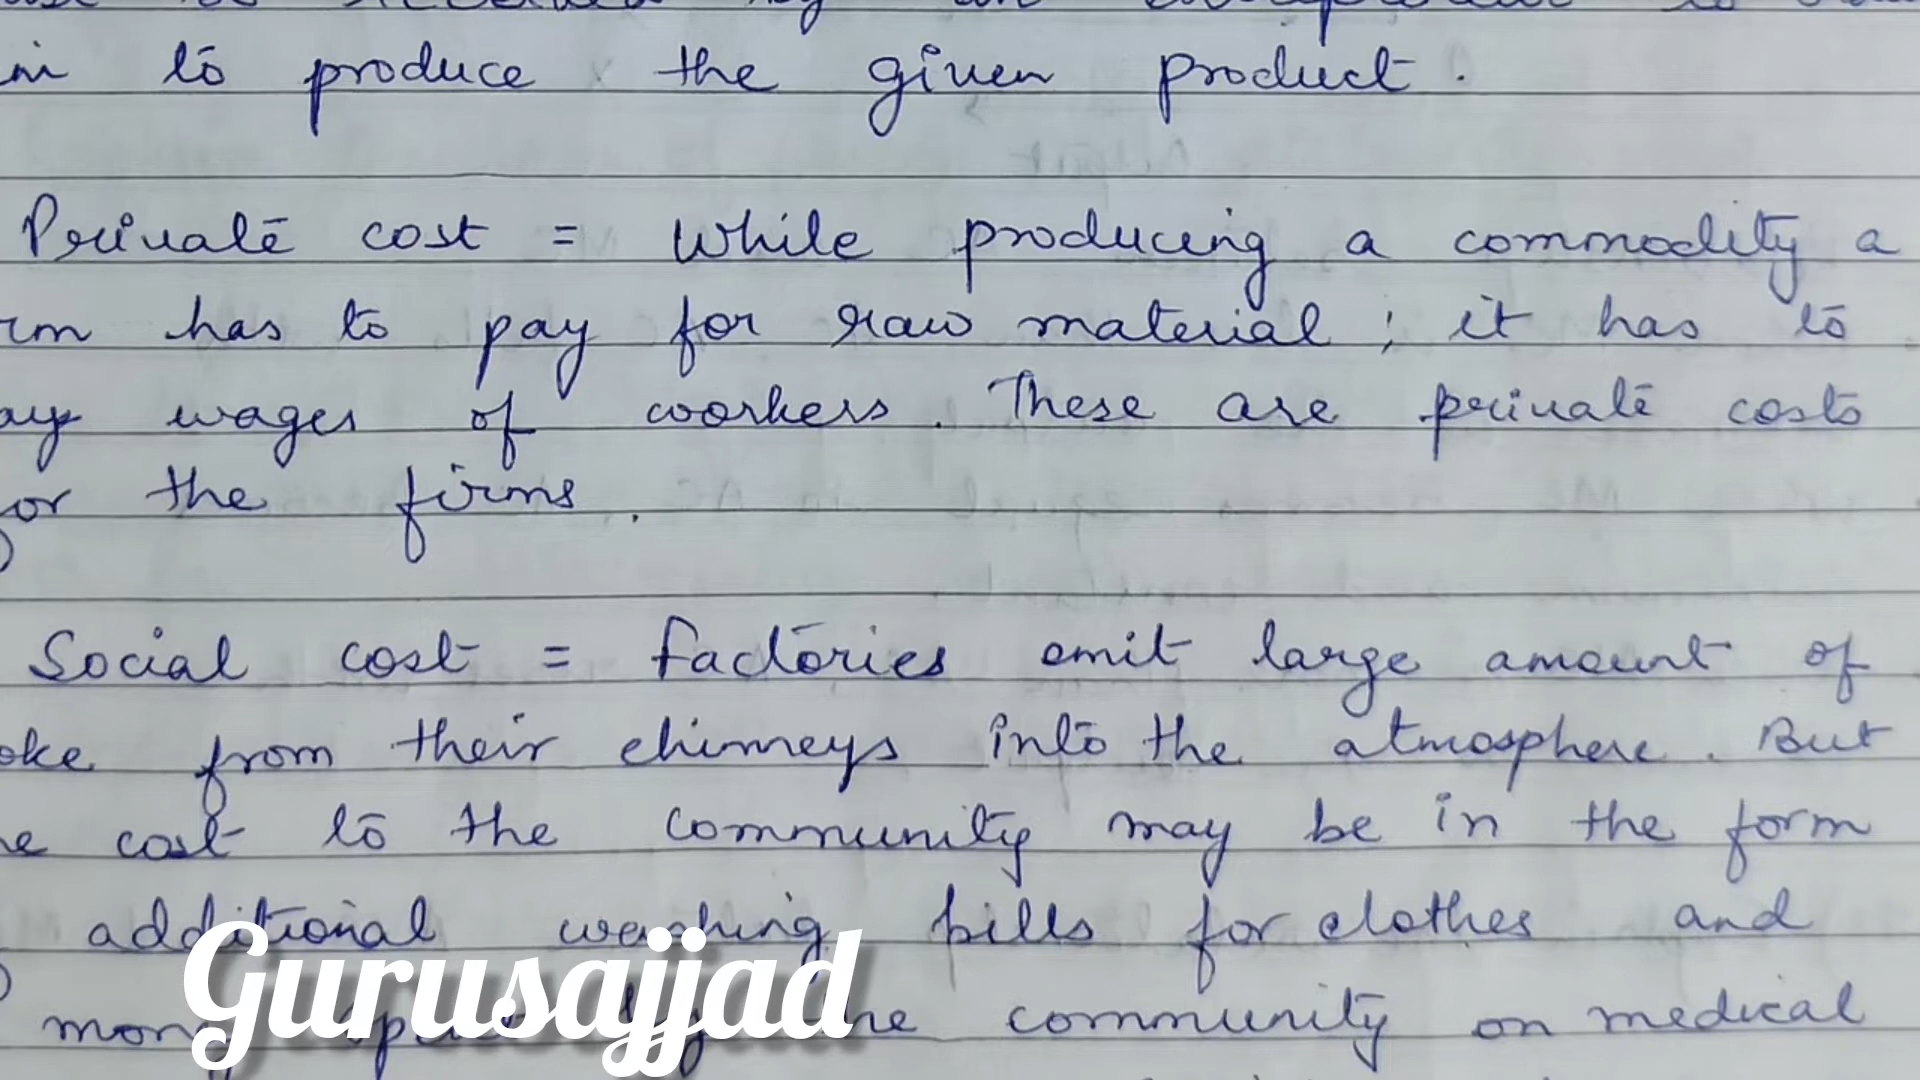 to produce the given product.
Private cost = While producing a commodity a
has to pay for raw material ; it has to
wages of workers. These are private costs
the firms.
Social cost = factories emit large amount of
from their chimeys into the atmosphere. But
cost to the community may be in the form
additional washing bills for clothes and
the community on medical
Gurusajjad